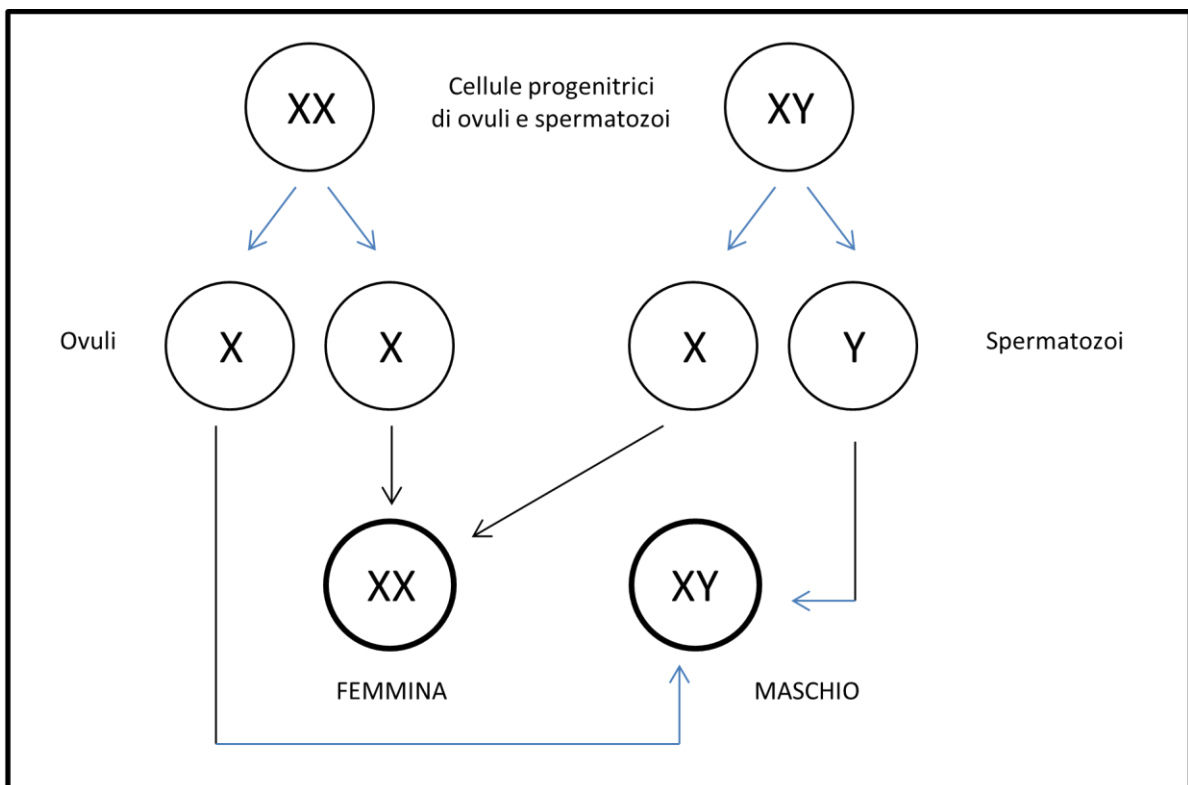 XX
Cellule progenitrici
di ovuli e spermatozoi
XY
Ovuli
X
X
X
Y
Spermatozoi
XX
XY
FEMMINA
MASCHIO